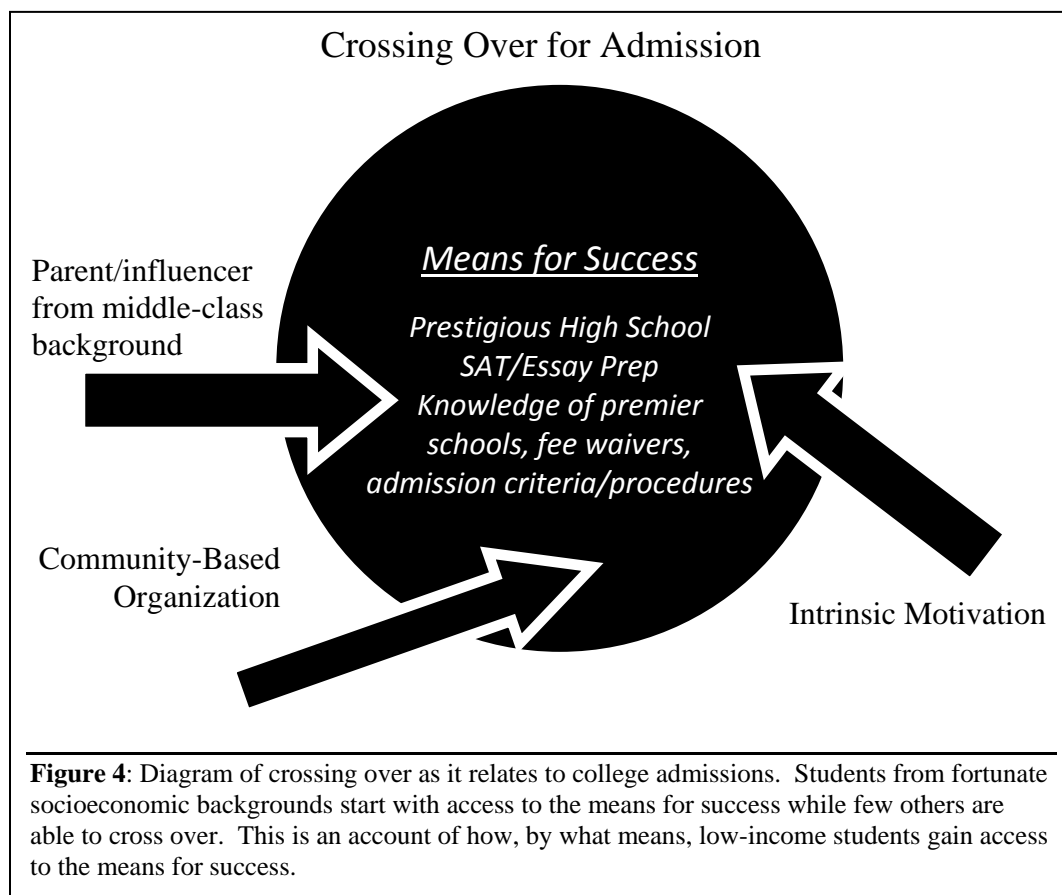 Crossing Over for Admission
Parent/influencer
from middle-class
background
Means for Success
Prestigious High School
SAT/Essay Prep
Knowledge of premier
schools, fee waivers,
admission criteria/procedures
Community-Based
Organization
Intrinsic Motivation
Figure 4: Diagram of crossing over as it relates to college admissions.  Students from fortunate
socioeconomic backgrounds start with access to the means for success while few others are
able to cross over.  This is an account of how, by what means, low-income students gain access
to the means for success.